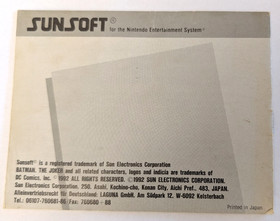 SUNSOFT®
for the Nintendo Entertainment System™
Sunsoft® is a registered trademark of Sun Electronics Corporation
BATMAN, THE JOKER and all related characters, logos and indicia are trademarks of
DC Comics, Inc. © 1992 ALL RIGHTS RESERVED. ©1992 SUN ELECTRONICS CORPORATION.
Sun Electronics Corporation, 250, Asahi, Kochino-cho, Konan City, Aichi Pref., 483, JAPAN.
Alleinvertriebsrecht für Deutschland: LAGUNA GmbH, Am Südpark 12, W-6092 Kelsterbach
Tel.: 06107-760681-85 Fax: 760680 - 88
Printed in Japan